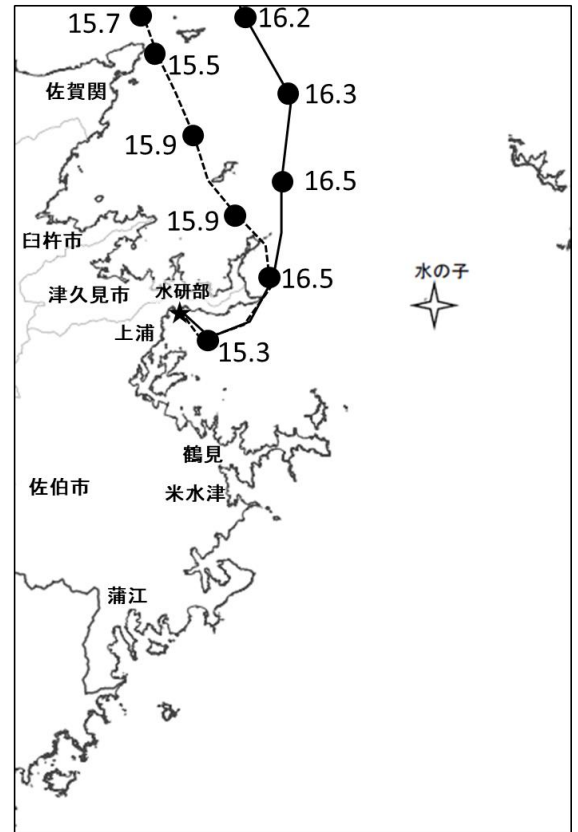 15.7
16.2
15.5
佐賀関
16.3
15.9
16.5
15.9
臼杵市
水の子
16.5
津久見市
水研部
上浦
15.3
鶴見
佐伯市
米水津
蒲江